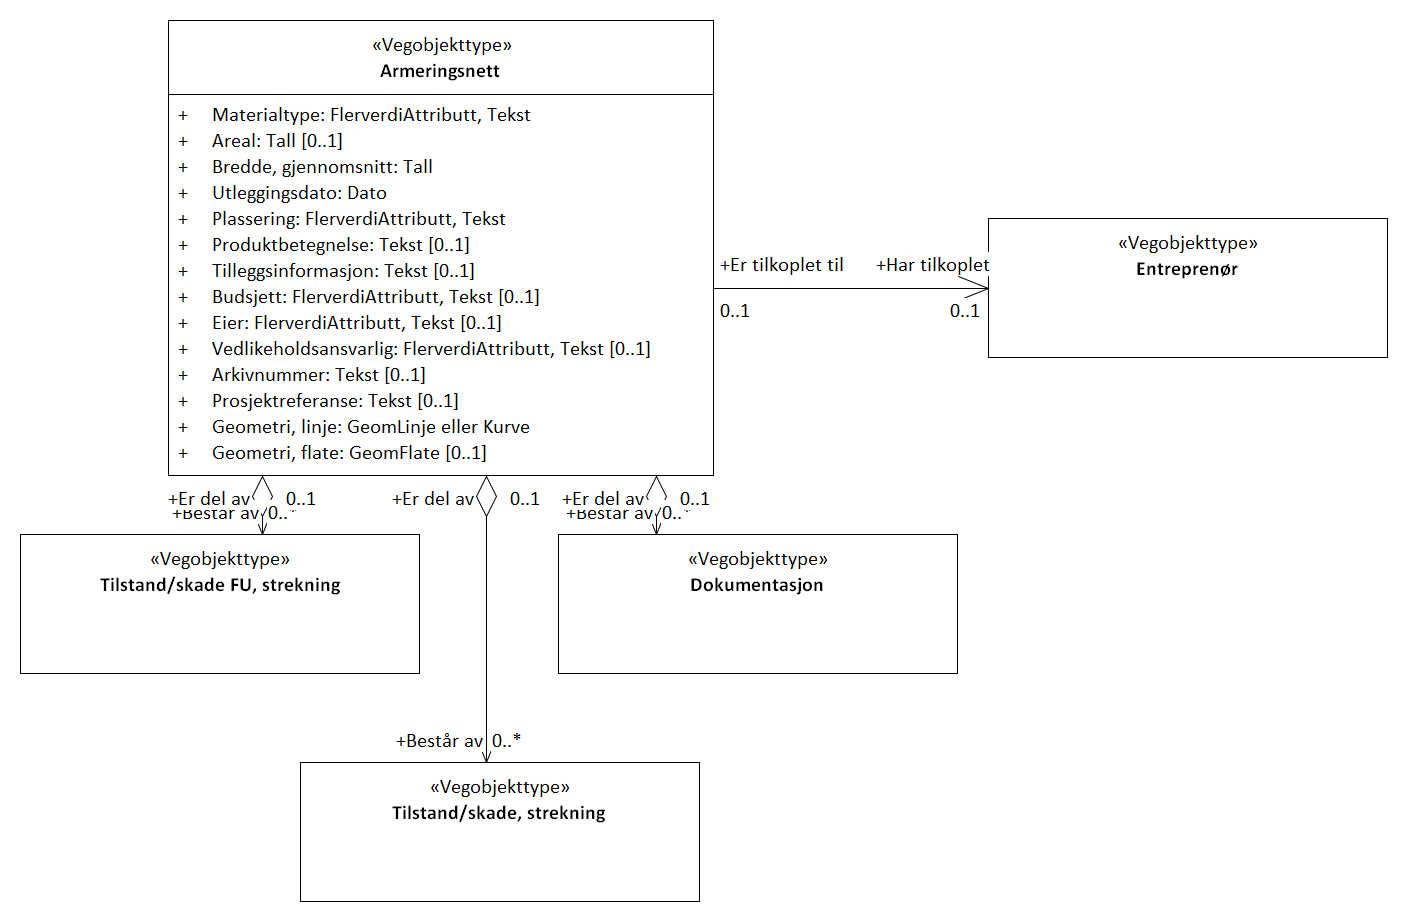 «Vegobjekttype»
Armeringsnett
+ Materialtype: FlerverdiAttributt, Tekst
+ Areal: Tall [0..1]
+ Bredde, gjennomsnitt: Tall
+ Utleggingsdato: Dato
+ Plassering: FlerverdiAttributt, Tekst
+ Produktbetegnelse: Tekst [0..1]
+ Tilleggsinformasjon: Tekst [0..1]
+ Budsjett: FlerverdiAttributt, Tekst [0..1]
+ Eier: FlerverdiAttributt, Tekst [0..1]
+ Vedlikeholdsansvarlig: FlerverdiAttributt, Tekst [0..1]
+ Arkivnummer: Tekst [0..1]
+ Prosjektreferanse: Tekst [0..1]
+ Geometri, linje: GeomLinje eller Kurve
+ Geometri, flate: GeomFlate [0..1]
+Er tilkoplet til +Har tilkoplet
0..1 0..1
«Vegobjekttype»
Entreprenør
+Er del av 0..1 +Er del av 0..1 +Er del av 0..1
+Består av 0..* +Består av 0..*
«Vegobjekttype»
Tilstand/skade FU, strekning
«Vegobjekttype»
Dokumentasjon
+Består av 0..*
«Vegobjekttype»
Tilstand/skade, strekning